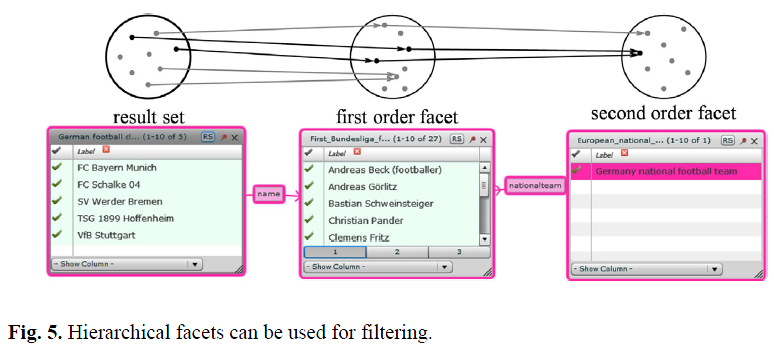 result set
first order facet
second order facet
German football cl... (1-10 of 5) RS
Label
FC Bayern Munich
FC Schalke 04
SV Werder Bremen
TSG 1899 Hoffenheim
VfB Stuttgart
- Show Column -
name
First_Bundesliga_f... (1-10 of 27) RS
Label
Andreas Beck (footballer)
Andreas Görlitz
Bastian Schweinsteiger
Christian Pander
Clemens Fritz
1 2 3
- Show Column -
nationalteam
European_national_... (1-10 of 1) RS
Label
Germany national football team
- Show Column -
Fig. 5. Hierarchical facets can be used for filtering.